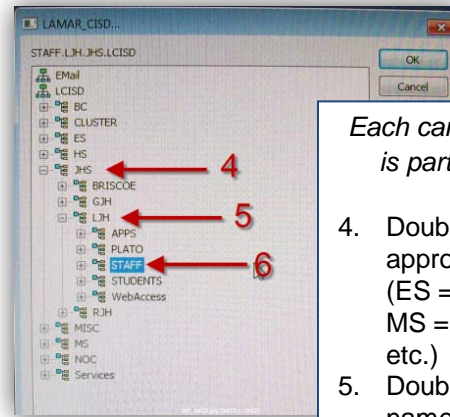 LAMAR_CISD...
STAFF.LJH.JHS.LCISD
OK
Cancel
EMail
LCISD
BC
CLUSTER
ES
HS
JHS
4
BRISCOE
GJH
LJH
5
APPS
PLATO
STAFF
6
STUDENTS
WebAccess
RJH
MISC
MS
NOC
Services
Each car
is part
4. Doub
appro
(ES =
MS =
etc.)
5. Doub
name